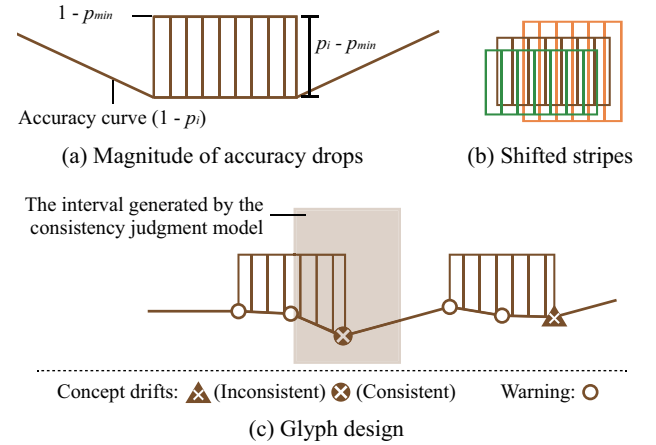 1 - pmin
pi - pmin
Accuracy curve (1 - pi)
(a) Magnitude of accuracy drops
(b) Shifted stripes
The interval generated by the
consistency judgment model
Concept drifts: (Inconsistent) (Consistent) Warning:
(c) Glyph design